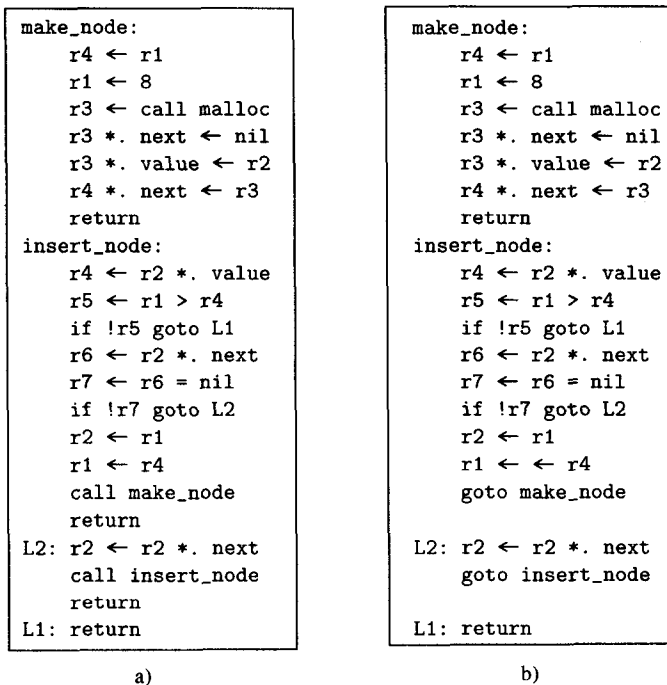 make_node:
r4 ← r1
r1 ← 8
r3 ← call malloc
r3 *. next ← nil
r3 *. value ← r2
r4 *. next ← r3
return
insert_node:
r4 ← r2 *. value
r5 ← r1 > r4
if !r5 goto L1
r6 ← r2 *. next
r7 ← r6 = nil
if !r7 goto L2
r2 ← r1
r1 ← r4
call make_node
return
L2: r2 ← r2 *. next
call insert_node
return
L1: return
a)
make_node:
r4 ← r1
r1 ← 8
r3 ← call malloc
r3 *. next ← nil
r3 *. value ← r2
r4 *. next ← r3
return
insert_node:
r4 ← r2 *. value
r5 ← r1 > r4
if !r5 goto L1
r6 ← r2 *. next
r7 ← r6 = nil
if !r7 goto L2
r2 ← r1
r1 ← ← r4
goto make_node
L2: r2 ← r2 *. next
goto insert_node
L1: return
b)